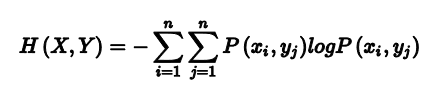 H (X, Y) = − ∑_{i=1}^{n} ∑_{j=1}^{n} P (x_i, y_j) log P (x_i, y_j)